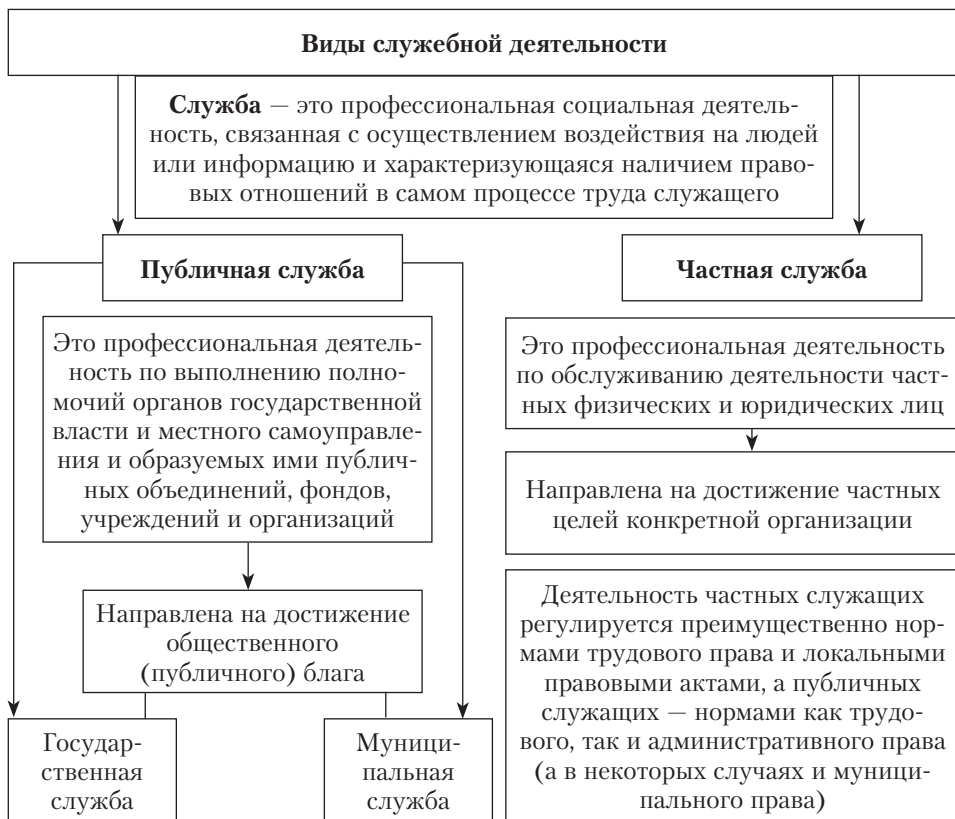 Виды служебной деятельности
Служба — это профессиональная социальная деятель-
ность, связанная с осуществлением воздействия на людей
или информацию и характеризующаяся наличием право-
вых отношений в самом процессе труда служащего
Публичная служба
Это профессиональная деятель-
ность по выполнению полно-
мочий органов государственной
власти и местного самоуправле-
ния и образуемых ими публич-
ных объединений, фондов,
учреждений и организаций
Направлена на достижение
общественного
(публичного) блага
Государ-
ственная
служба
Муници-
пальная
служба
Частная служба
Это профессиональная деятельность
по обслуживанию деятельности част-
ных физических и юридических лиц
Направлена на достижение частных
целей конкретной организации
Деятельность частных служащих
регулируется преимущественно нор-
мами трудового права и локальными
правовыми актами, а публичных
служащих — нормами как трудо-
вого, так и административного права
(а в некоторых случаях и муници-
пального права)